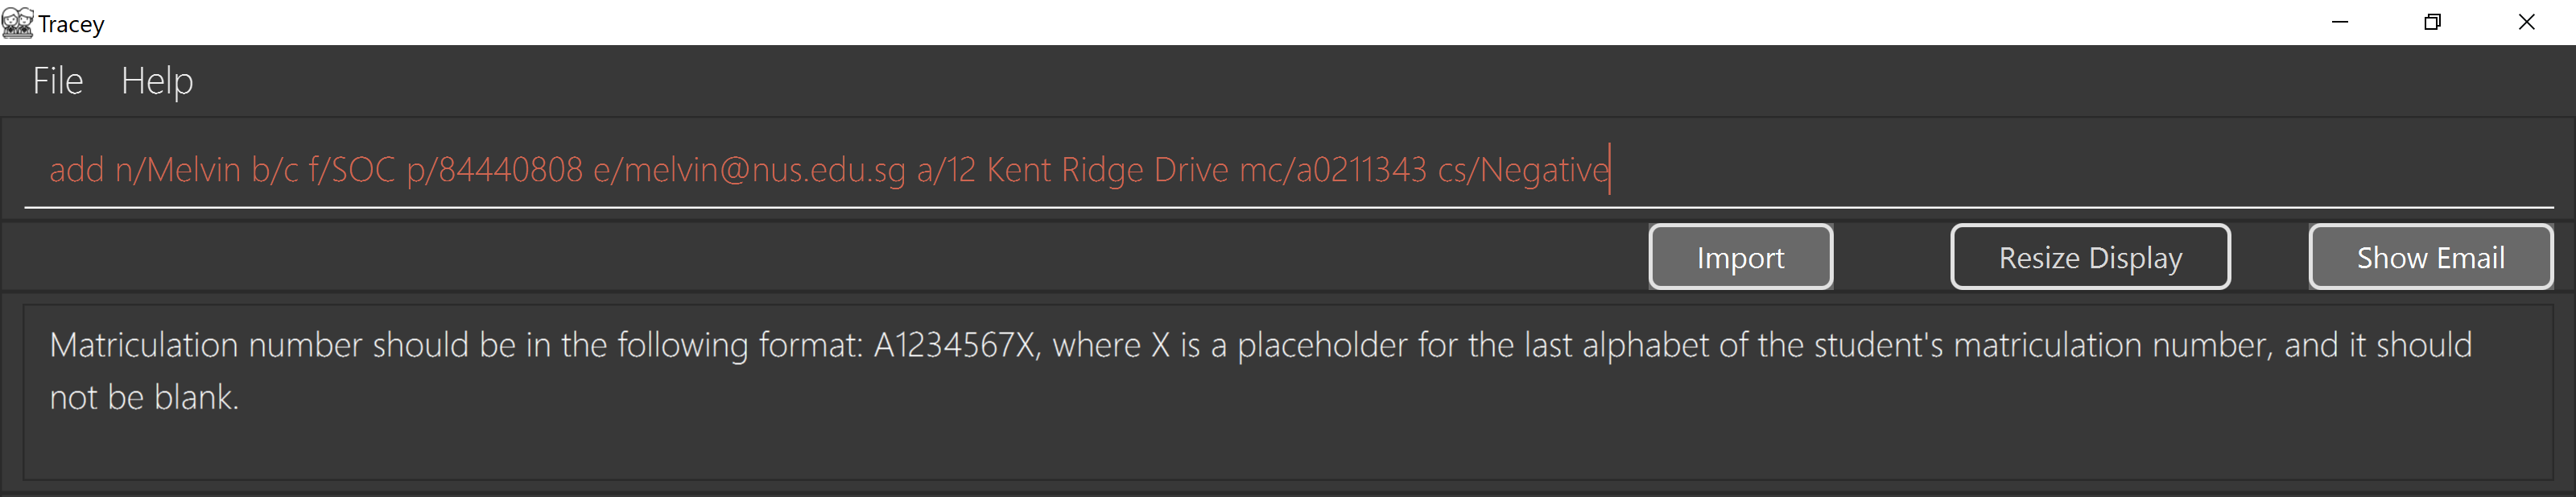 Tracey
File Help
add n/Melvin b/c f/SOC p/84440808 e/melvin@nus.edu.sg a/12 Kent Ridge Drive mc/a0211343 cs/Negative
Import Resize Display Show Email
Matriculation number should be in the following format: A1234567X, where X is a placeholder for the last alphabet of the student's matriculation number, and it should
not be blank.